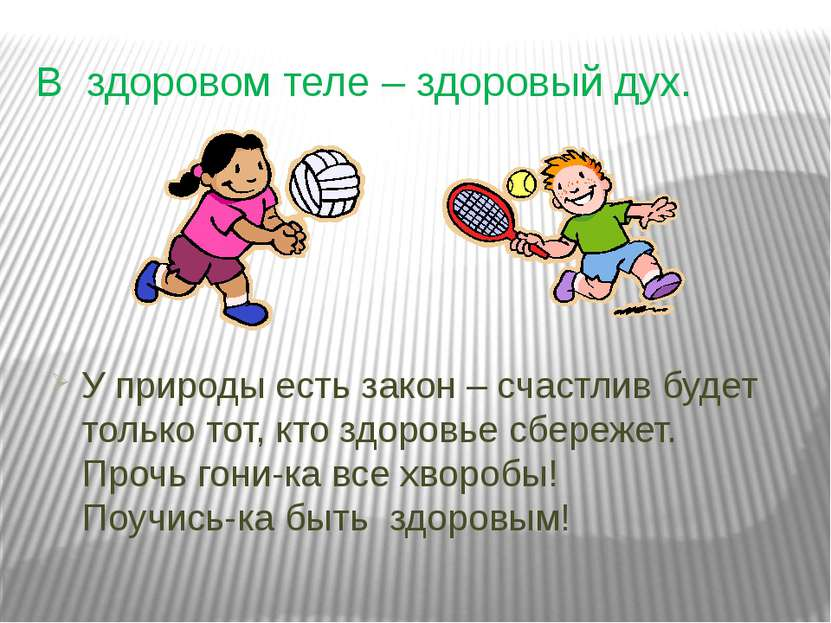 В  здоровом теле – здоровый дух.
У природы есть закон – счастлив будет
только тот, кто здоровье сбережет.
Прочь гони-ка все хворобы!
Поучись-ка быть  здоровым!